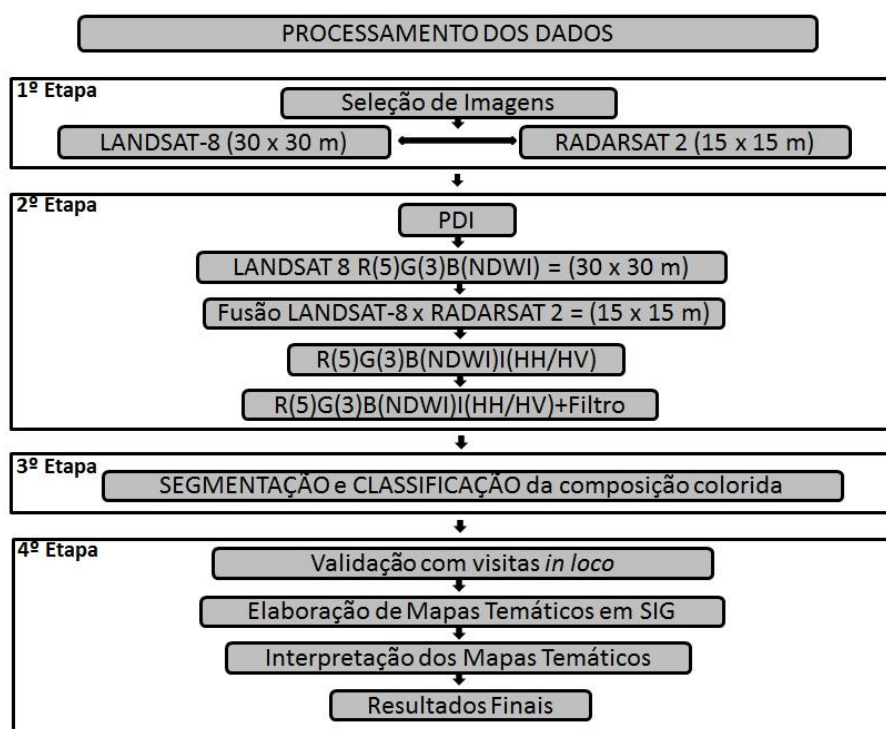 PROCESSAMENTO DOS DADOS
1º Etapa
Seleção de Imagens
LANDSAT-8 (30 x 30 m)
RADARSAT 2 (15 x 15 m)
2º Etapa
PDI
LANDSAT 8 R(5)G(3)B(NDWI) = (30 x 30 m)
Fusão LANDSAT-8 x RADARSAT 2 = (15 x 15 m)
R(5)G(3)B(NDWI)I(HH/HV)
R(5)G(3)B(NDWI)I(HH/HV)+Filtro
3º Etapa
SEGMENTAÇÃO e CLASSIFICAÇÃO da composição colorida
4º Etapa
Validação com visitas in loco
Elaboração de Mapas Temáticos em SIG
Interpretação dos Mapas Temáticos
Resultados Finais